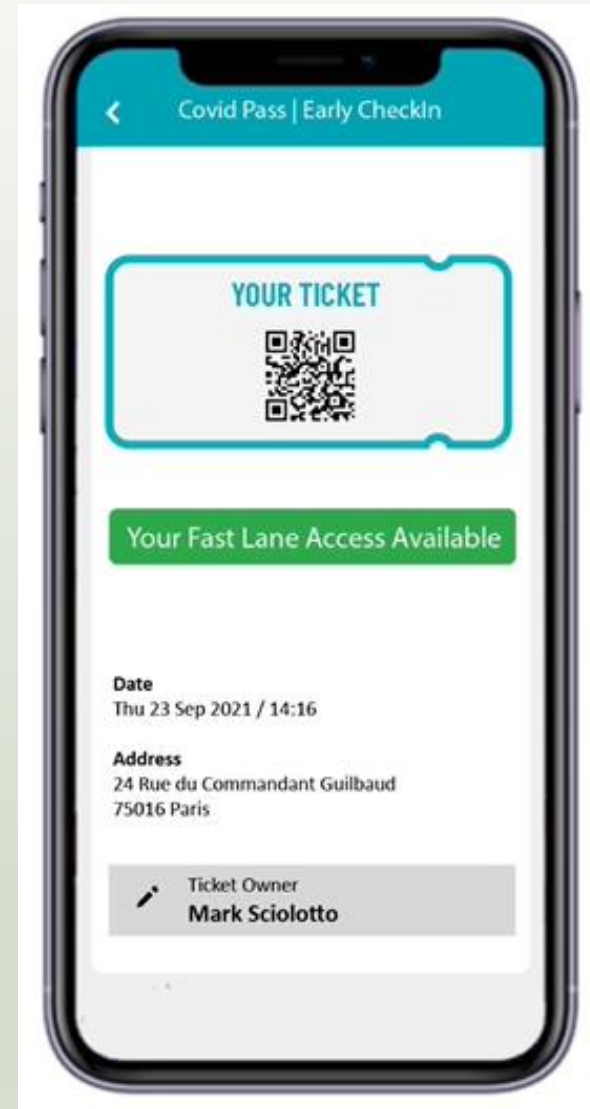 Covid Pass | Early CheckIn
YOUR TICKET
Your Fast Lane Access Available
Date
Thu 23 Sep 2021 / 14:16
Address
24 Rue du Commandant Guilbaud
75016 Paris
Ticket Owner
Mark Sciolotto